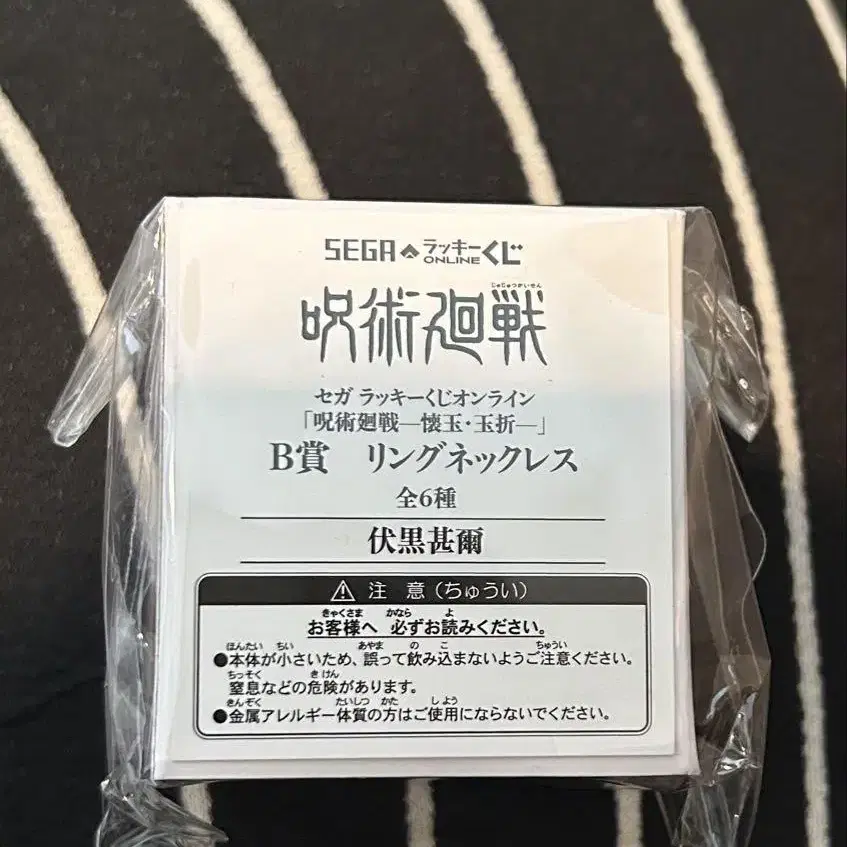 SEGA ラッキーくじ ONLINE
じゅじゅつかいせん
呪術廻戦
セガ ラッキーくじオンライン
「呪術廻戦―懐玉・玉折―」
B賞 リングネックレス
全6種
伏黒甚爾
注 意(ちゅうい)
きゃくさま かなら よ
お客様へ 必ずお読みください。
ほんたい ちい あやま の こ ちゅうい
●本体が小さいため、誤って飲み込まないようご注意ください。
ちっそく きけん
窒息などの危険があります。
きんぞく たいしつ かた しよう
●金属アレルギー体質の方はご使用にならないでください。